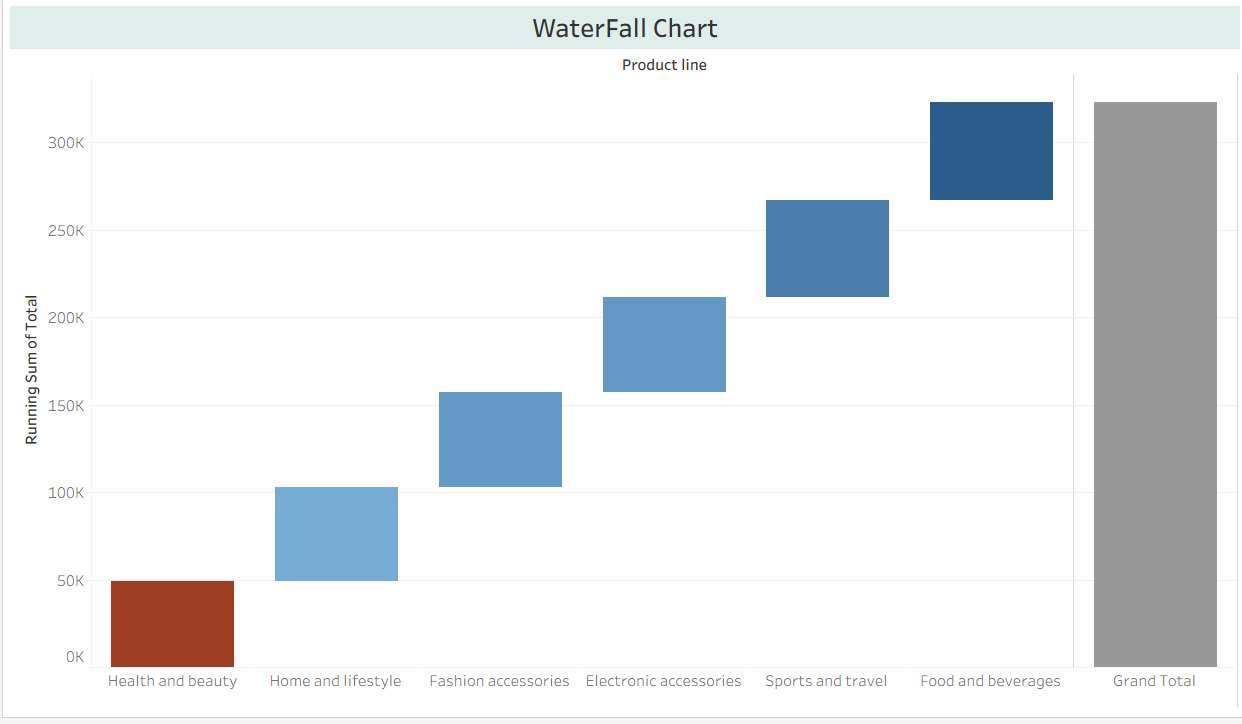 WaterFall Chart
Product line
Running Sum of Total
300K
250K
200K
150K
100K
50K
0K
Health and beauty
Home and lifestyle
Fashion accessories
Electronic accessories
Sports and travel
Food and beverages
Grand Total